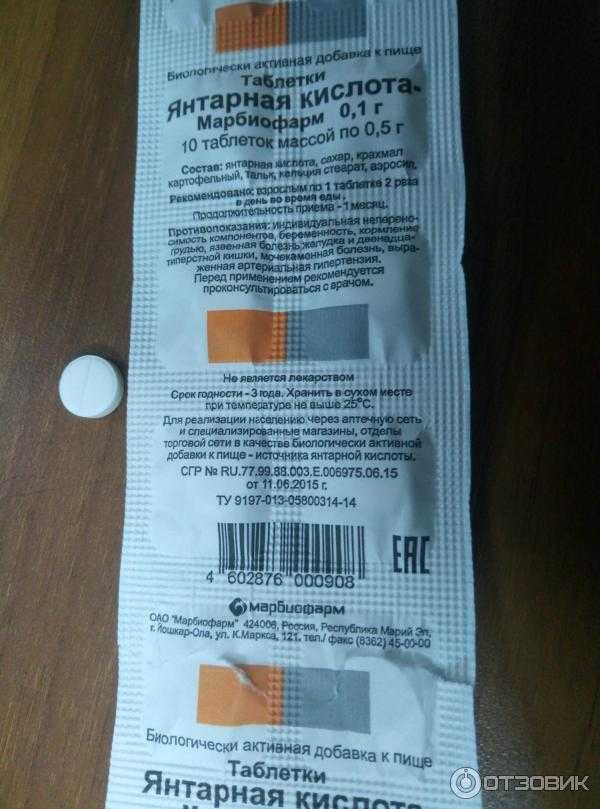 Биологически активная добавка к пище
Таблетки
Янтарная кислота-
Марбиофарм 0,1 г
10 таблеток массой по 0,5 г
Состав: янтарная кислота, сахар, крахмал
картофельный, тальк, кальция стеарат, аэросил.
Рекомендовано: взрослым по 1 таблетке 2 раза
в день во время еды.
Продолжительность приема - 1 месяц.
Противопоказания: индивидуальная неперено-
симость компонентов, беременность, кормление
грудью, язвенная болезнь желудка и двенадца-
типерстной кишки, мочекаменная болезнь, выра-
женная артериальная гипертензия.
Перед применением рекомендуется
проконсультироваться с врачом.
Не является лекарством
Срок годности - 3 года. Хранить в сухом месте
при температуре не выше 25°С.
Для реализации населению через аптечную сеть
и специализированные магазины, отделы
торговой сети в качестве биологически активной
добавки к пище - источника янтарной кислоты.
СГР № RU.77.99.88.003.Е.006975.06.15
от 11.06.2015 г.
ТУ 9197-013-05800314-14
EAC
4 602876 000908
марбиофарм
ОАО "Марбиофарм" 424006, Россия, Республика Марий Эл,
г. Йошкар-Ола, ул. К.Маркса, 121. тел./ факс (8362) 45-00-00
Биологически активная добавка к пище
Таблетки
Янтарная кислота
ОТЗОВИК